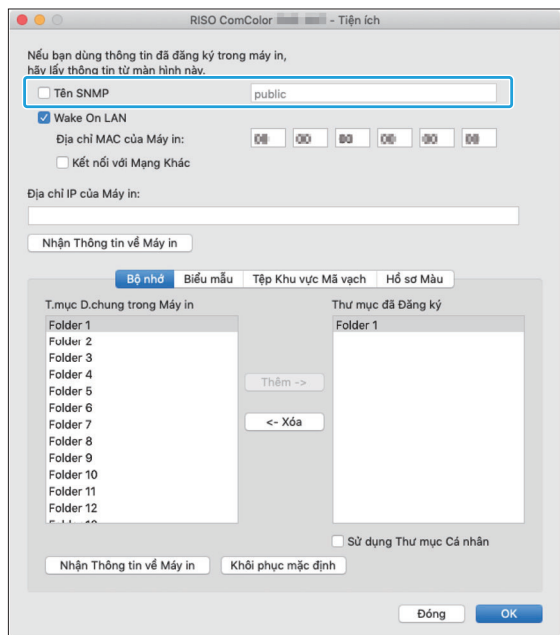 RISO ComColor - Tiện ích
Nếu bạn dùng thông tin đã đăng ký trong máy in,
hãy lấy thông tin từ màn hình này.
Tên SNMP public
Wake On LAN
Địa chỉ MAC của Máy in:
Kết nối với Mạng Khác
Địa chỉ IP của Máy in:
Nhận Thông tin về Máy in
Bộ nhớ Biểu mẫu Tệp Khu vực Mã vạch Hồ sơ Màu
T.mục D.chung trong Máy in Thư mục đã Đăng ký
Folder 1 Folder 1
Folder 2
Folder 3
Folder 4
Folder 5
Folder 6
Folder 7
Folder 8
Folder 9
Folder 10
Folder 11
Folder 12
Thêm ->
<- Xóa
Sử dụng Thư mục Cá nhân
Nhận Thông tin về Máy in Khôi phục mặc định
Đóng OK